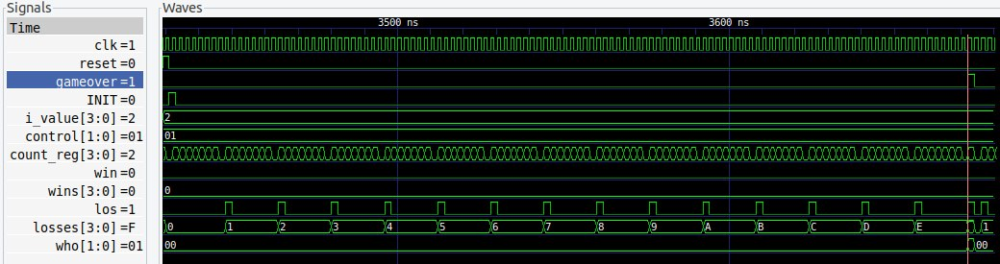 Signals
Waves
Time
3500 ns
3600 ns
clk=1
reset=0
gameover=1
INIT=0
i_value[3:0]=2
2
control[1:0]=01
01
count_reg[3:0]=2
win=0
wins[3:0]=0
0
los=1
losses[3:0]=F
0 1 2 3 4 5 6 7 8 9 A B C D E 1
who[1:0]=01
00 00